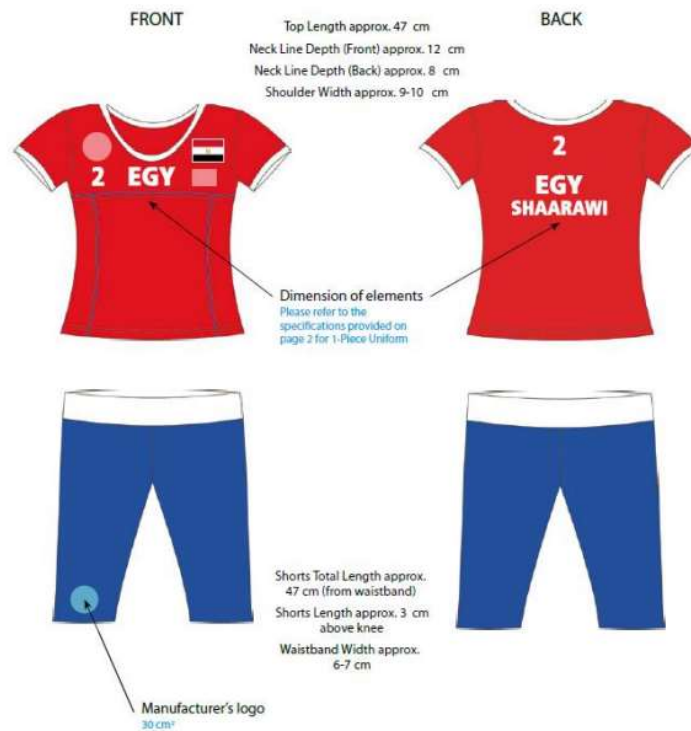 FRONT
BACK
Top Length approx. 47 cm
Neck Line Depth (Front) approx. 12 cm
Neck Line Depth (Back) approx. 8 cm
Shoulder Width approx. 9-10 cm
2 EGY
2
EGY
SHAARAWI
Dimension of elements
Please refer to the
specifications provided on
page 2 for 1-Piece Uniform
Shorts Total Length approx.
47 cm (from waistband)
Shorts Length approx. 3 cm
above knee
Waistband Width approx.
6-7 cm
Manufacturer's logo
30 cm²